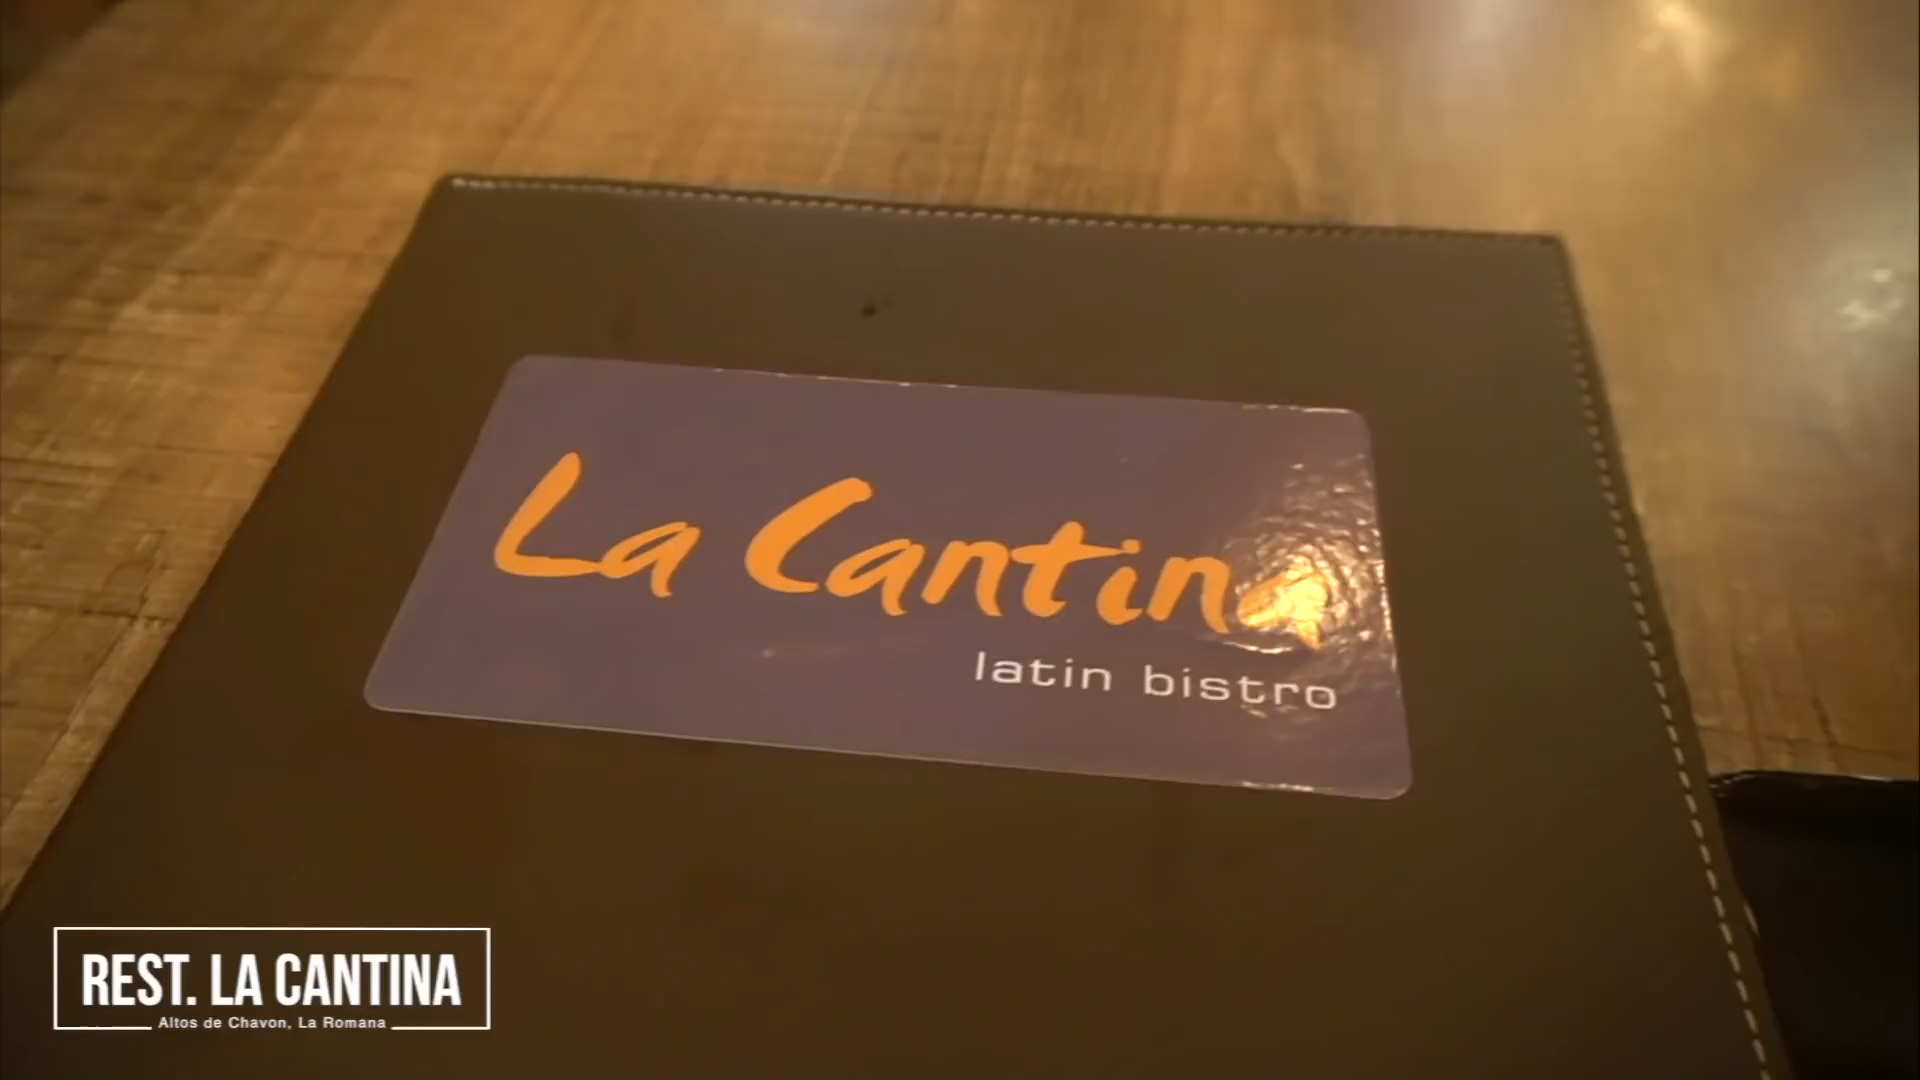 La Cantina
latin bistro
REST. LA CANTINA
Altos de Chavon, La Romana